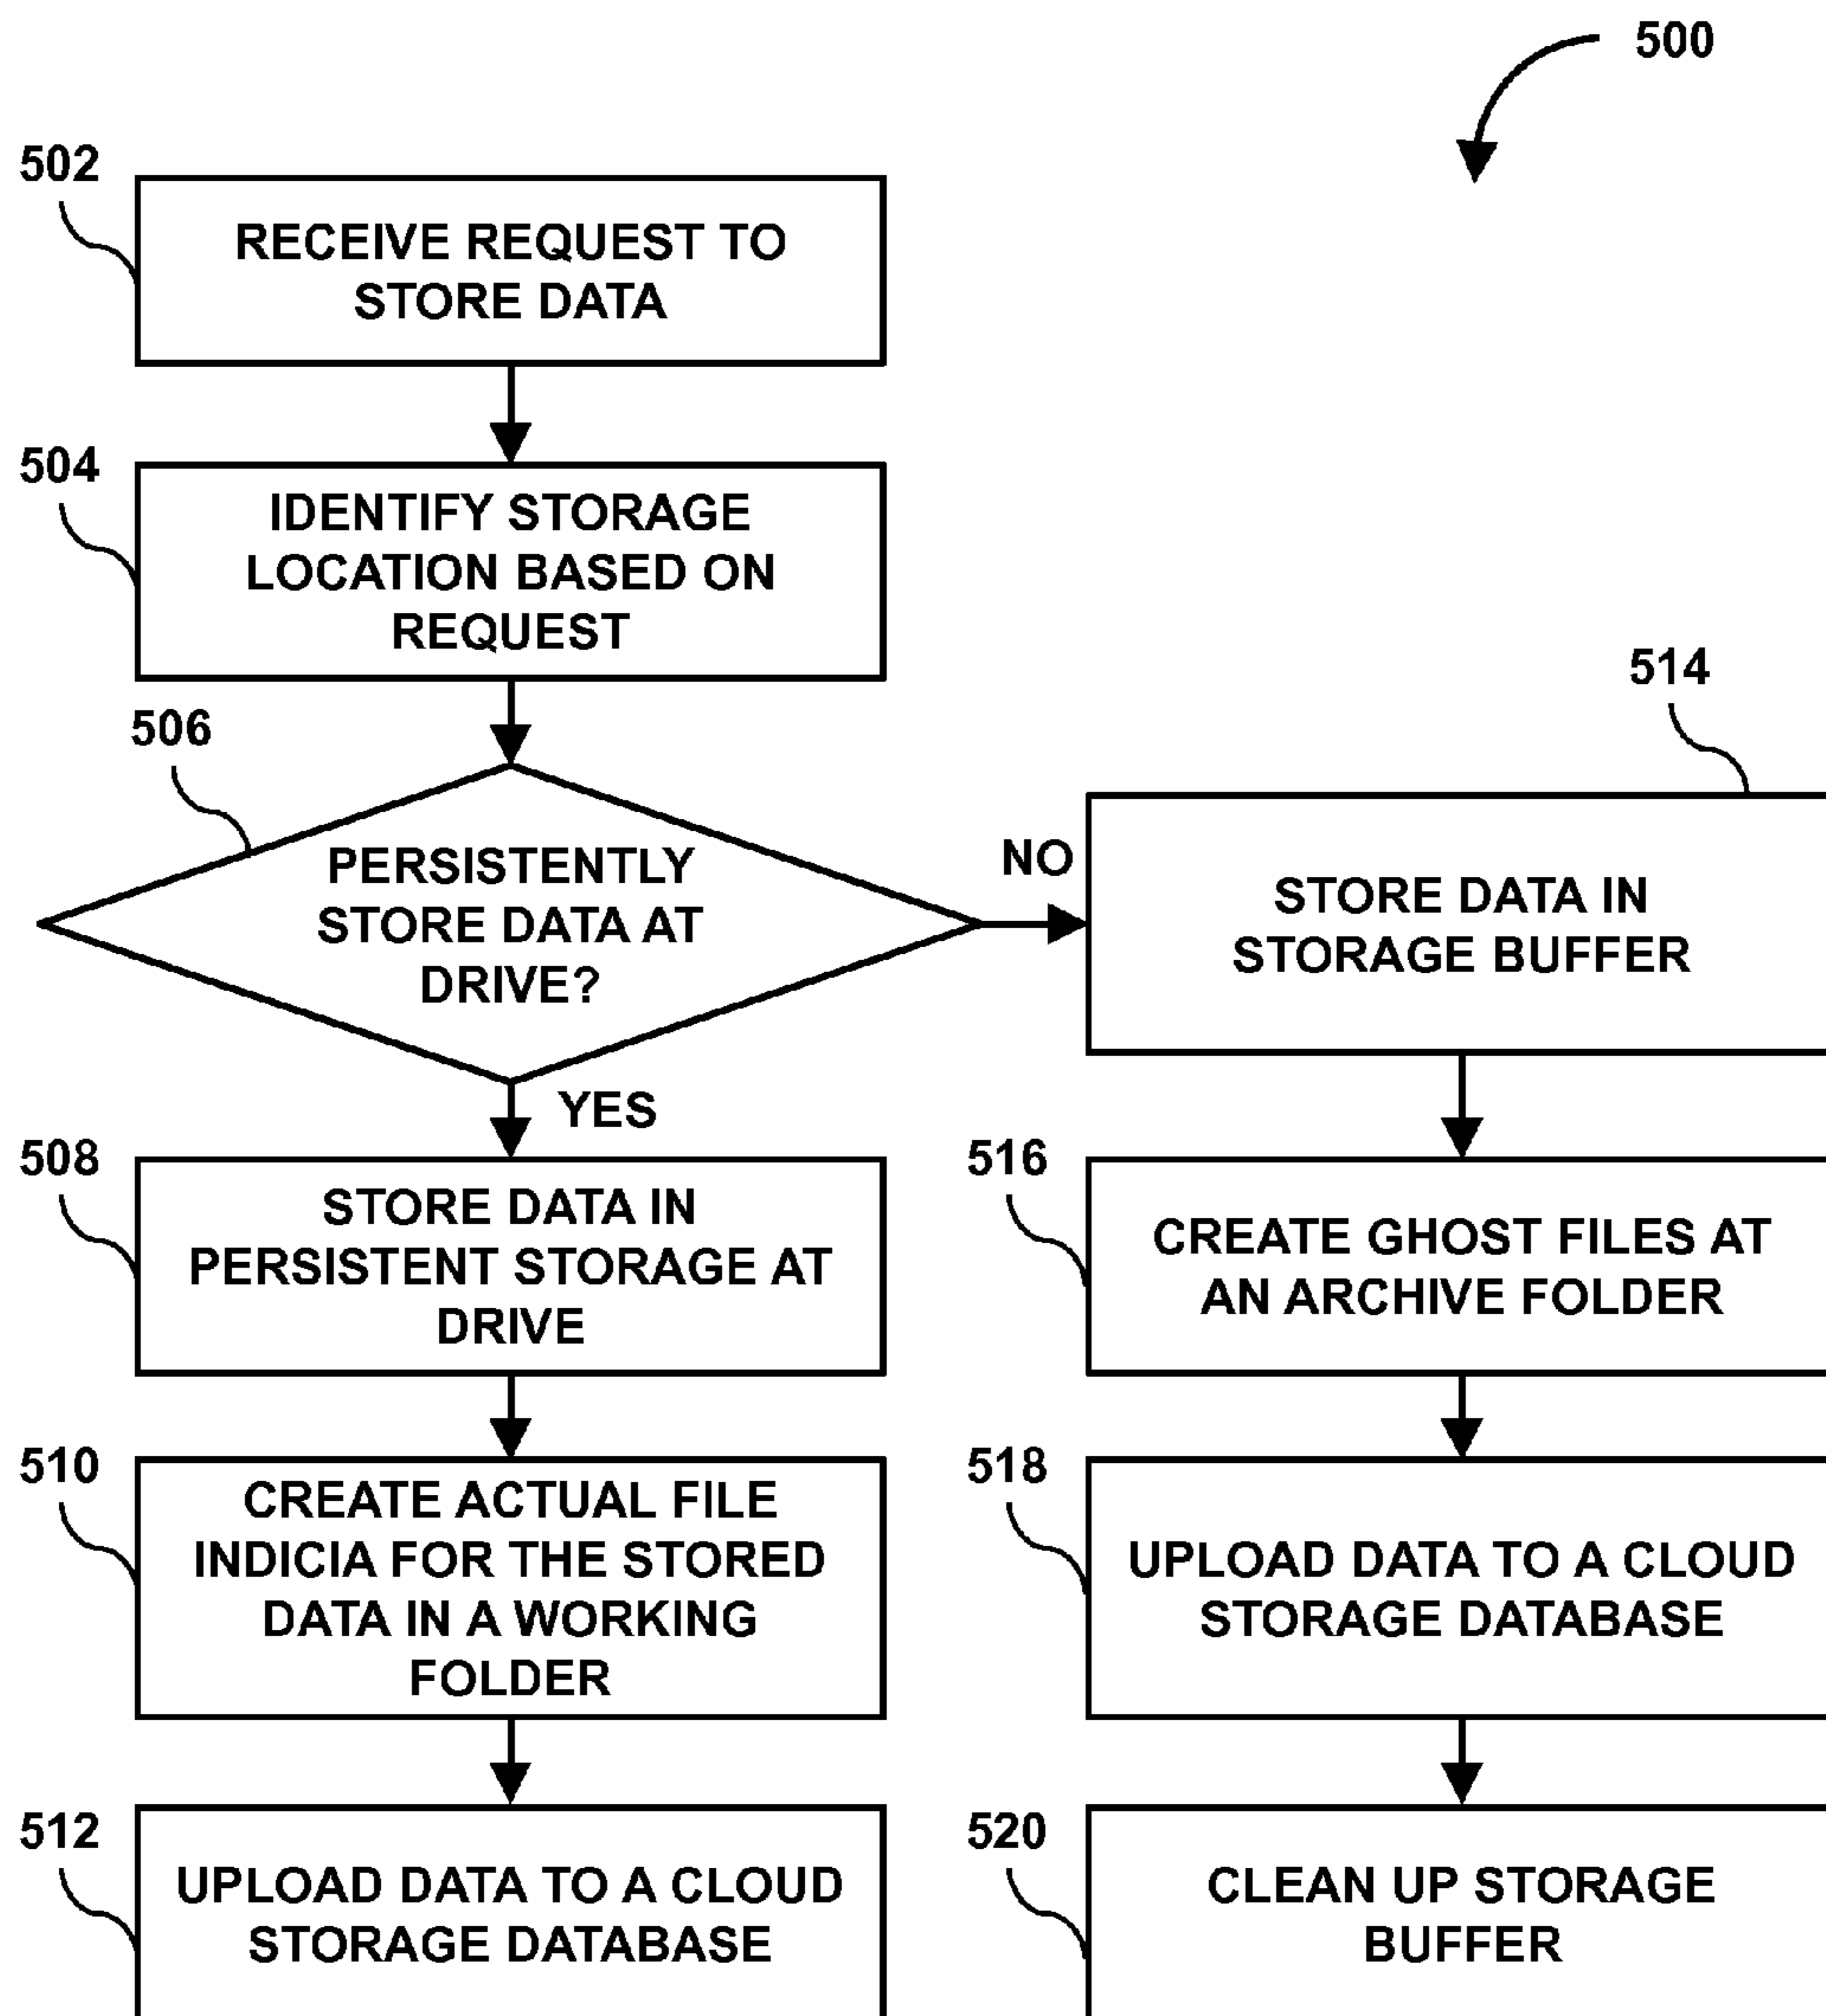 500
502
RECEIVE REQUEST TO
STORE DATA
504
IDENTIFY STORAGE
LOCATION BASED ON
REQUEST
506
PERSISTENTLY
STORE DATA AT
DRIVE?
NO
YES
508
STORE DATA IN
PERSISTENT STORAGE AT
DRIVE
510
CREATE ACTUAL FILE
INDICIA FOR THE STORED
DATA IN A WORKING
FOLDER
512
UPLOAD DATA TO A CLOUD
STORAGE DATABASE
514
STORE DATA IN
STORAGE BUFFER
516
CREATE GHOST FILES AT
AN ARCHIVE FOLDER
518
UPLOAD DATA TO A CLOUD
STORAGE DATABASE
520
CLEAN UP STORAGE
BUFFER